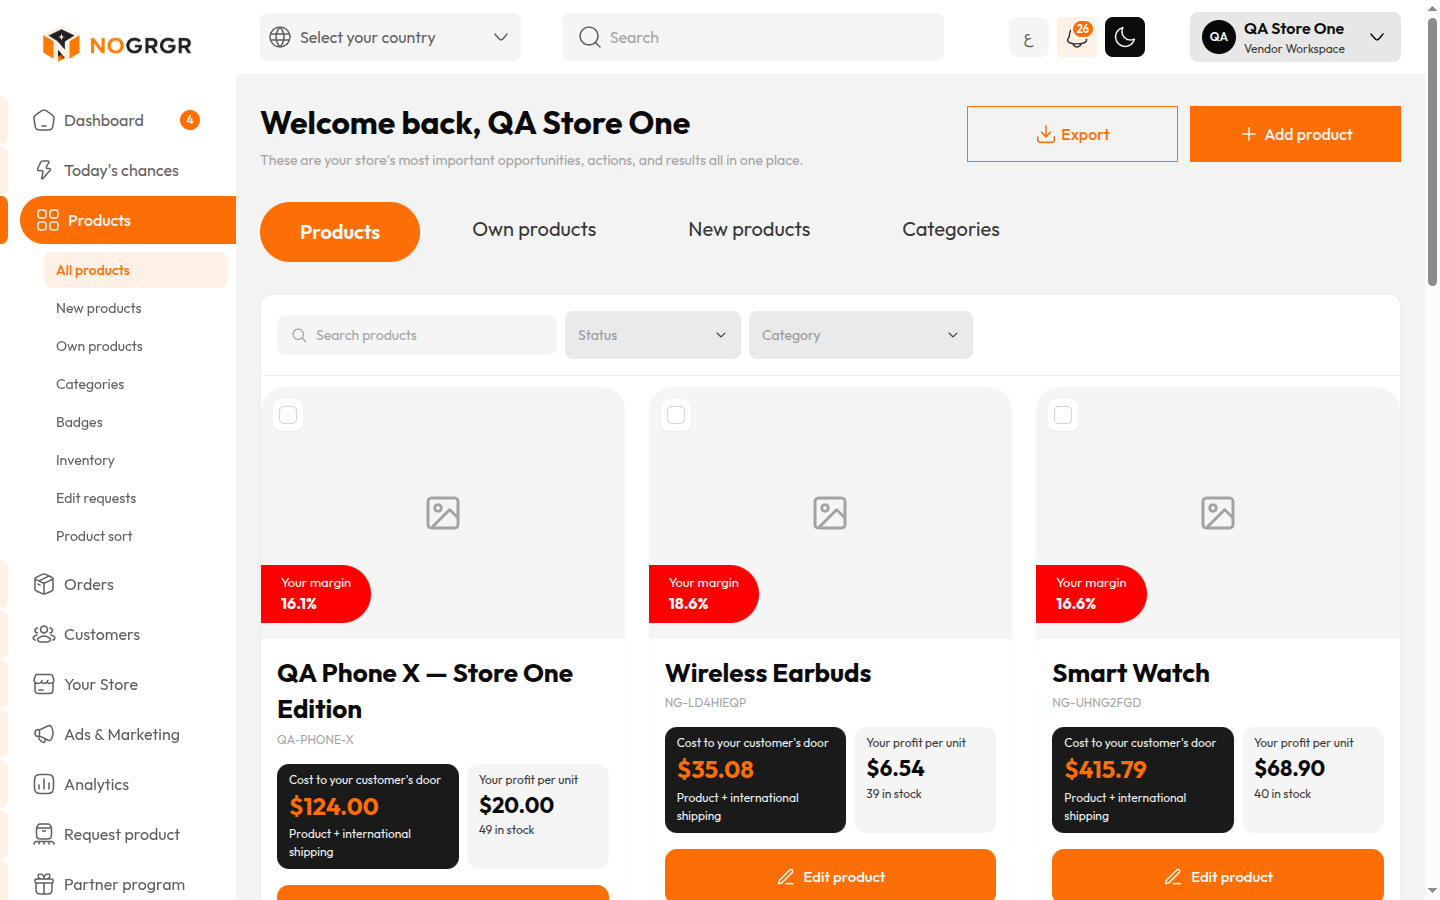 NOGRGR
Select your country
Search
ع
26
QA
QA Store One
Vendor Workspace
Dashboard
4
Today's chances
Products
All products
New products
Own products
Categories
Badges
Inventory
Edit requests
Product sort
Orders
Customers
Your Store
Ads & Marketing
Analytics
Request product
Partner program
Welcome back, QA Store One
These are your store's most important opportunities, actions, and results all in one place.
Export
Add product
Products
Own products
New products
Categories
Search products
Status
Category
Your margin
16.1%
QA Phone X — Store One
Edition
QA-PHONE-X
Cost to your customer's door
$124.00
Product + international
shipping
Your profit per unit
$20.00
49 in stock
Your margin
18.6%
Wireless Earbuds
NG-LD4HIEQP
Cost to your customer's door
$35.08
Product + international
shipping
Your profit per unit
$6.54
39 in stock
Edit product
Your margin
16.6%
Smart Watch
NG-UHNG2FGD
Cost to your customer's door
$415.79
Product + international
shipping
Your profit per unit
$68.90
40 in stock
Edit product